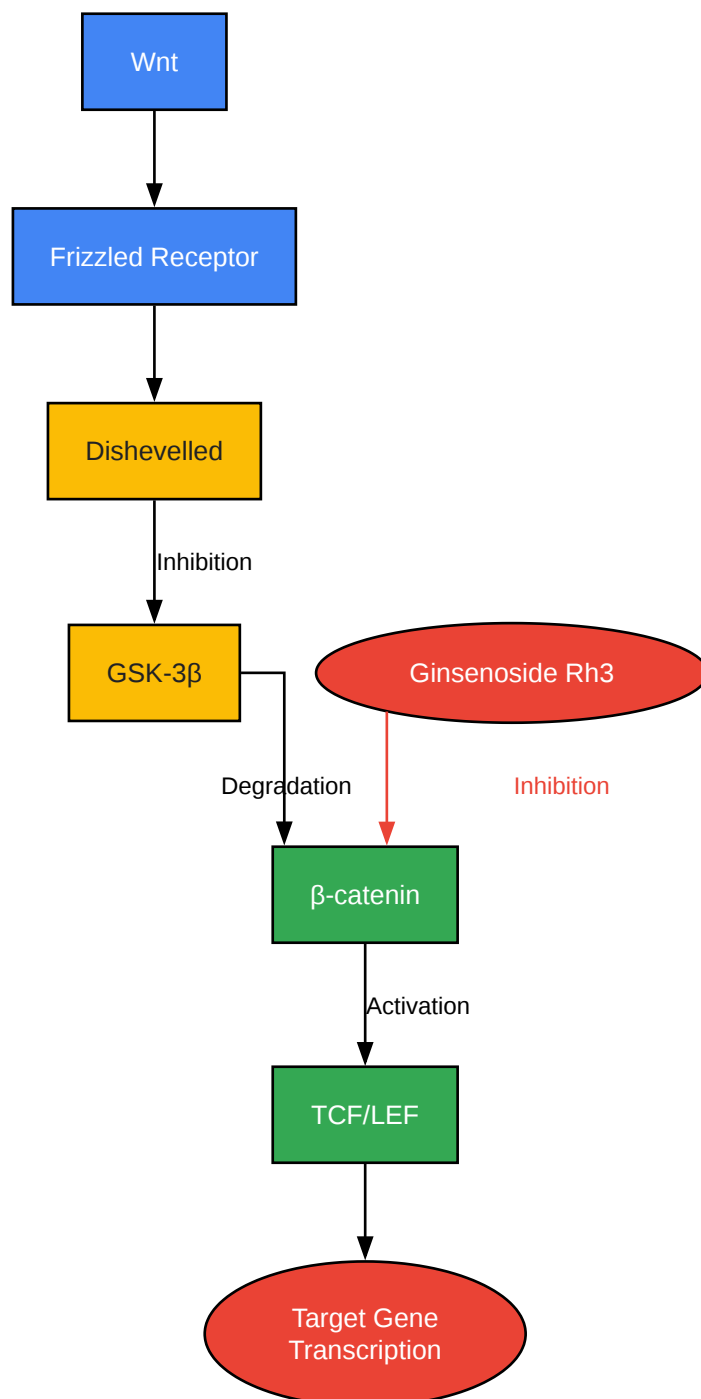 Wnt
Frizzled Receptor
Dishevelled
Inhibition
GSK-3β
Ginsenoside Rh3
Degradation
Inhibition
β-catenin
Activation
TCF/LEF
Target Gene
Transcription